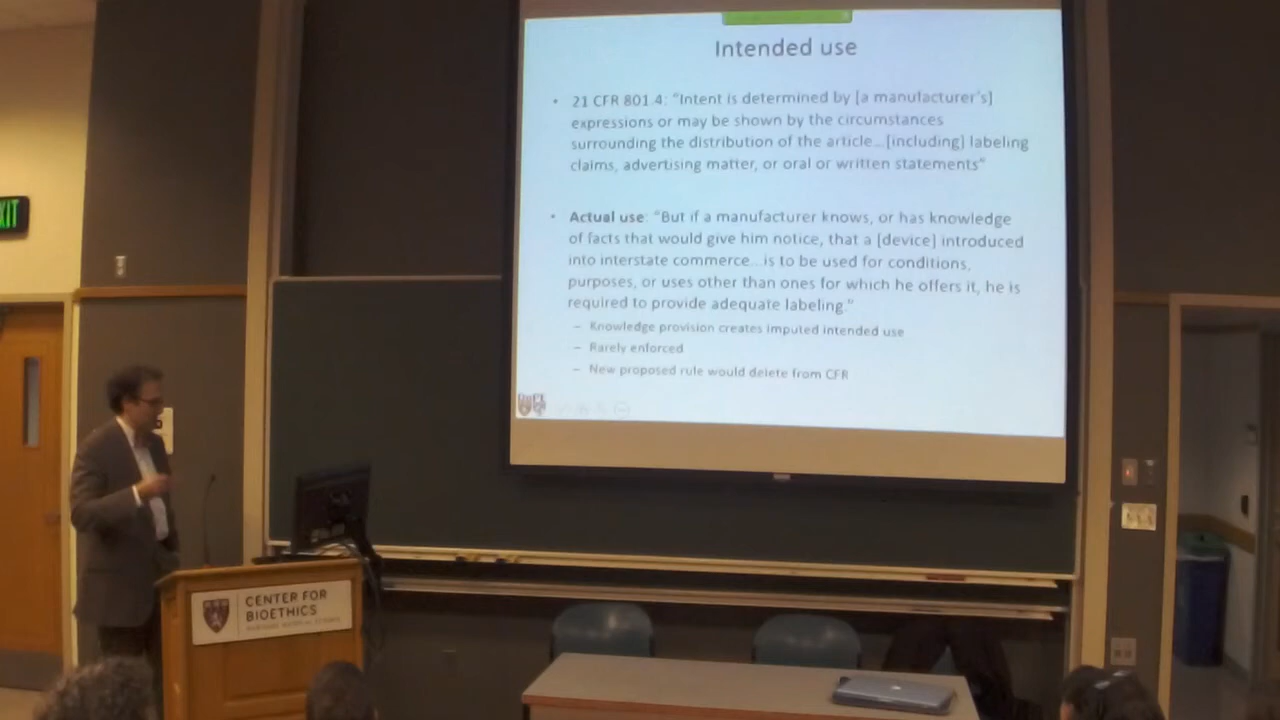 Intended use
• 21 CFR 801.4: “Intent is determined by [a manufacturer’s]
expressions or may be shown by the circumstances
surrounding the distribution of the article…[including] labeling
claims, advertising matter, or oral or written statements”
• Actual use: “But if a manufacturer knows, or has knowledge
of facts that would give him notice, that a [device] introduced
into interstate commerce…is to be used for conditions,
purposes, or uses other than ones for which he offers it, he is
required to provide adequate labeling.”
– Knowledge provision creates imputed intended use
– Rarely enforced
– New proposed rule would delete from CFR
XIT
CENTER FOR
BIOETHICS